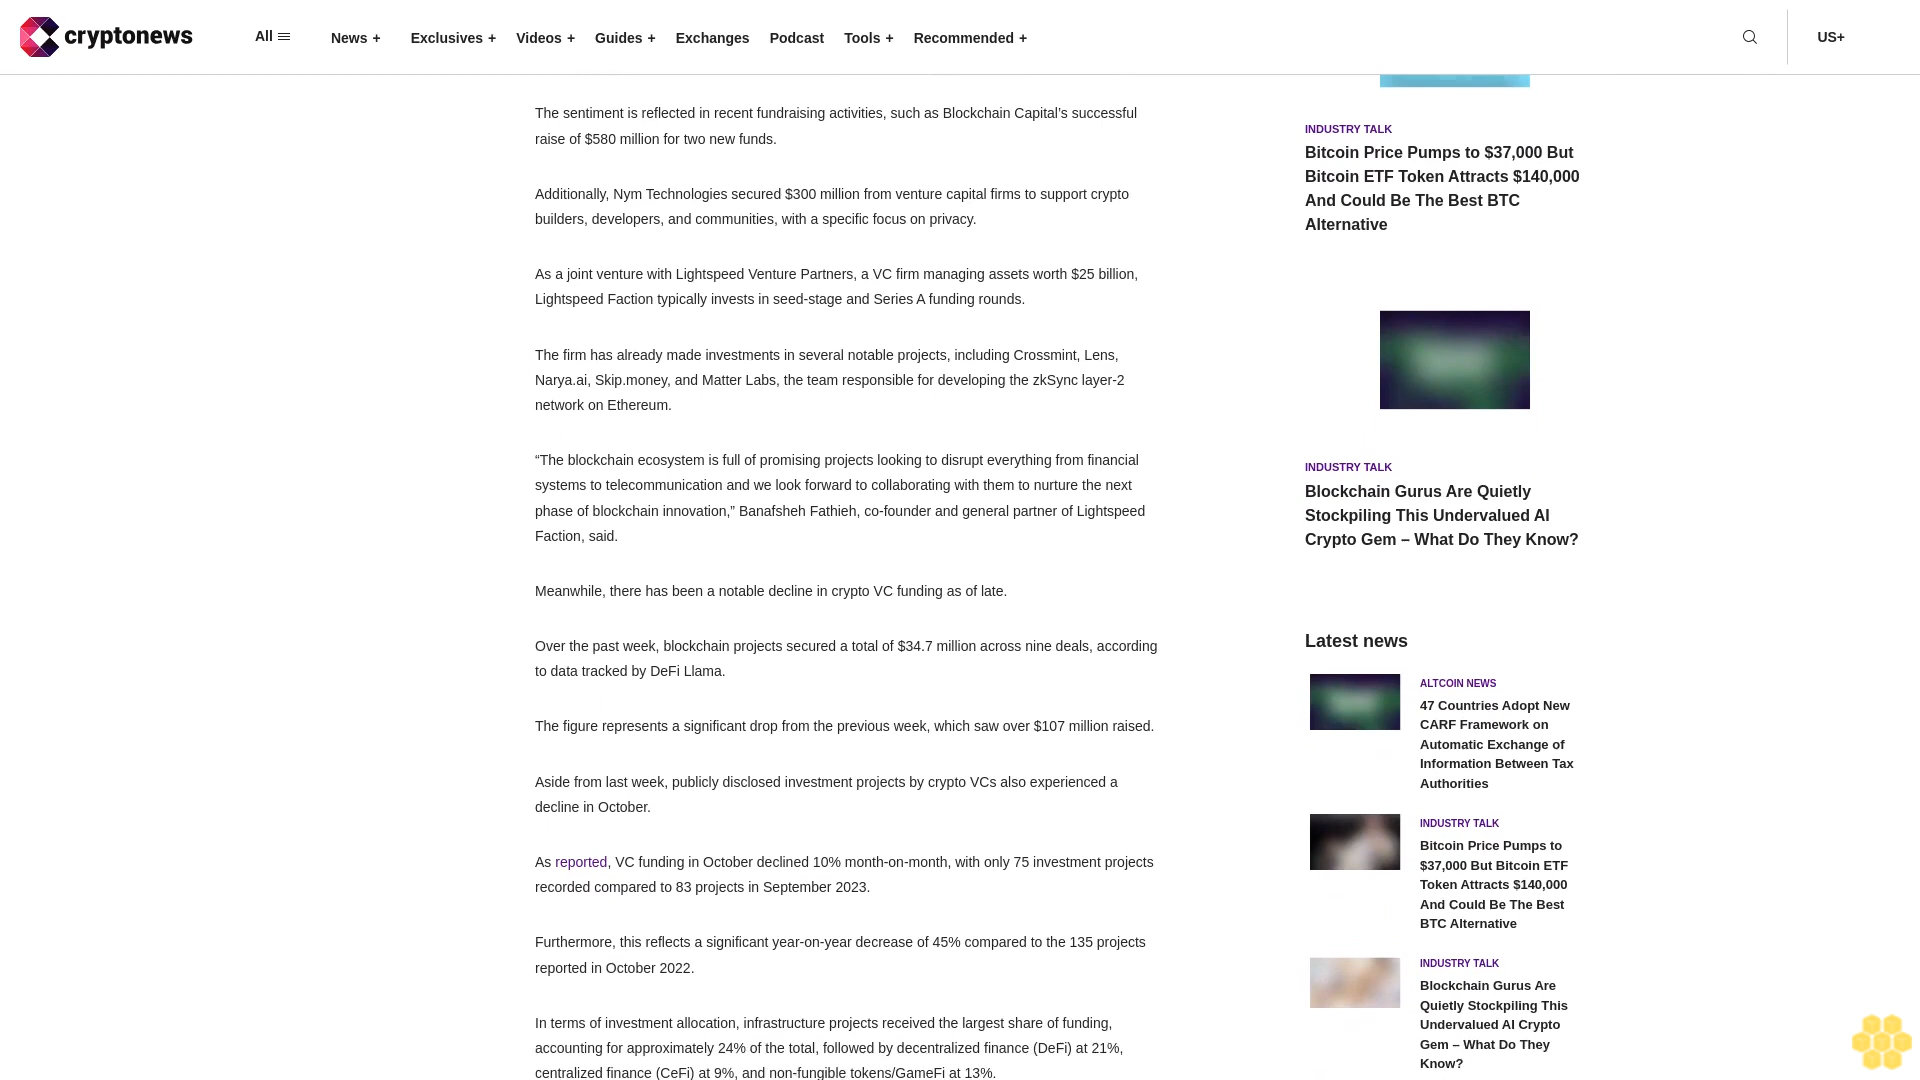 cryptonews
All
News +
Exclusives +
Videos +
Guides +
Exchanges
Podcast
Tools +
Recommended +
US+
The sentiment is reflected in recent fundraising activities, such as Blockchain Capital’s successful
raise of $580 million for two new funds.
Additionally, Nym Technologies secured $300 million from venture capital firms to support crypto
builders, developers, and communities, with a specific focus on privacy.
As a joint venture with Lightspeed Venture Partners, a VC firm managing assets worth $25 billion,
Lightspeed Faction typically invests in seed-stage and Series A funding rounds.
The firm has already made investments in several notable projects, including Crossmint, Lens,
Narya.ai, Skip.money, and Matter Labs, the team responsible for developing the zkSync layer-2
network on Ethereum.
“The blockchain ecosystem is full of promising projects looking to disrupt everything from financial
systems to telecommunication and we look forward to collaborating with them to nurture the next
phase of blockchain innovation,” Banafsheh Fathieh, co-founder and general partner of Lightspeed
Faction, said.
Meanwhile, there has been a notable decline in crypto VC funding as of late.
Over the past week, blockchain projects secured a total of $34.7 million across nine deals, according
to data tracked by DeFi Llama.
The figure represents a significant drop from the previous week, which saw over $107 million raised.
Aside from last week, publicly disclosed investment projects by crypto VCs also experienced a
decline in October.
As reported, VC funding in October declined 10% month-on-month, with only 75 investment projects
recorded compared to 83 projects in September 2023.
Furthermore, this reflects a significant year-on-year decrease of 45% compared to the 135 projects
reported in October 2022.
In terms of investment allocation, infrastructure projects received the largest share of funding,
accounting for approximately 24% of the total, followed by decentralized finance (DeFi) at 21%,
centralized finance (CeFi) at 9%, and non-fungible tokens/GameFi at 13%.
INDUSTRY TALK
Bitcoin Price Pumps to $37,000 But
Bitcoin ETF Token Attracts $140,000
And Could Be The Best BTC
Alternative
INDUSTRY TALK
Blockchain Gurus Are Quietly
Stockpiling This Undervalued AI
Crypto Gem – What Do They Know?
Latest news
ALTCOIN NEWS
47 Countries Adopt New
CARF Framework on
Automatic Exchange of
Information Between Tax
Authorities
INDUSTRY TALK
Bitcoin Price Pumps to
$37,000 But Bitcoin ETF
Token Attracts $140,000
And Could Be The Best
BTC Alternative
INDUSTRY TALK
Blockchain Gurus Are
Quietly Stockpiling This
Undervalued AI Crypto
Gem – What Do They
Know?